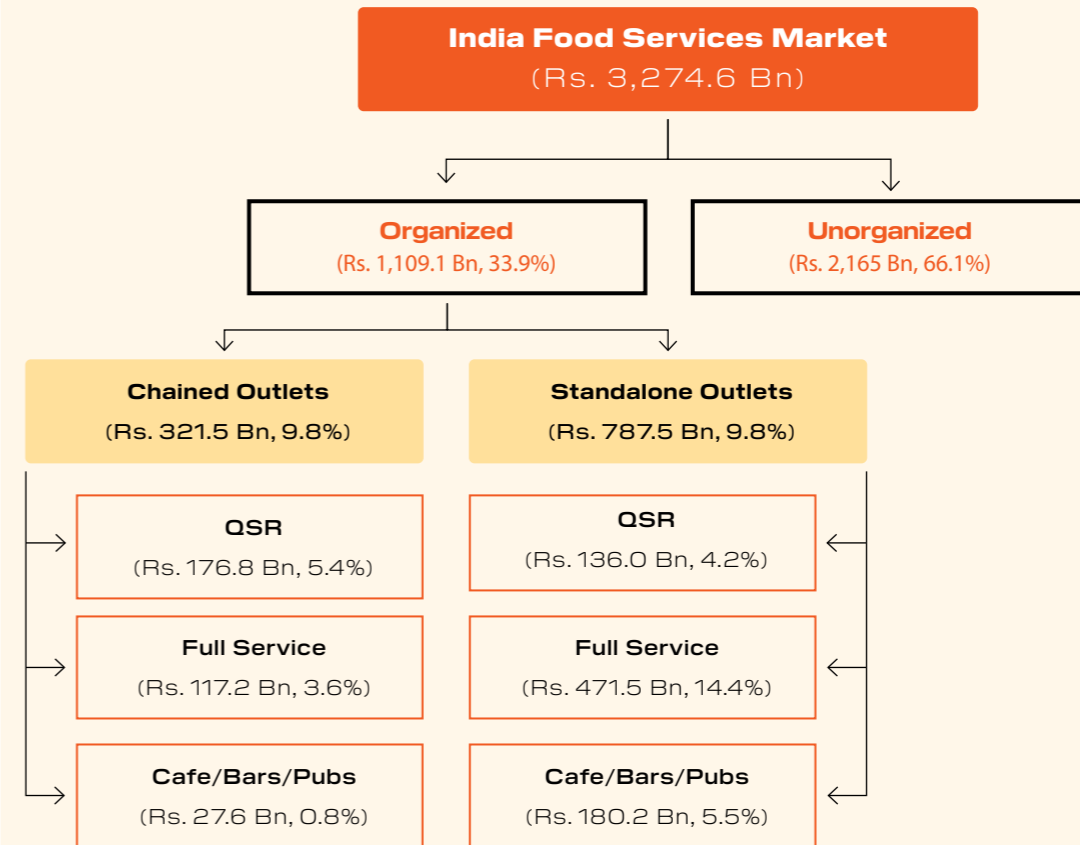 India Food Services Market
(Rs. 3,274.6 Bn)
Organized
(Rs. 1,109.1 Bn, 33.9%)
Unorganized
(Rs. 2,165 Bn, 66.1%)
Chained Outlets
(Rs. 321.5 Bn, 9.8%)
Standalone Outlets
(Rs. 787.5 Bn, 9.8%)
QSR
(Rs. 176.8 Bn, 5.4%)
QSR
(Rs. 136.0 Bn, 4.2%)
Full Service
(Rs. 117.2 Bn, 3.6%)
Full Service
(Rs. 471.5 Bn, 14.4%)
Cafe/Bars/Pubs
(Rs. 27.6 Bn, 0.8%)
Cafe/Bars/Pubs
(Rs. 180.2 Bn, 5.5%)